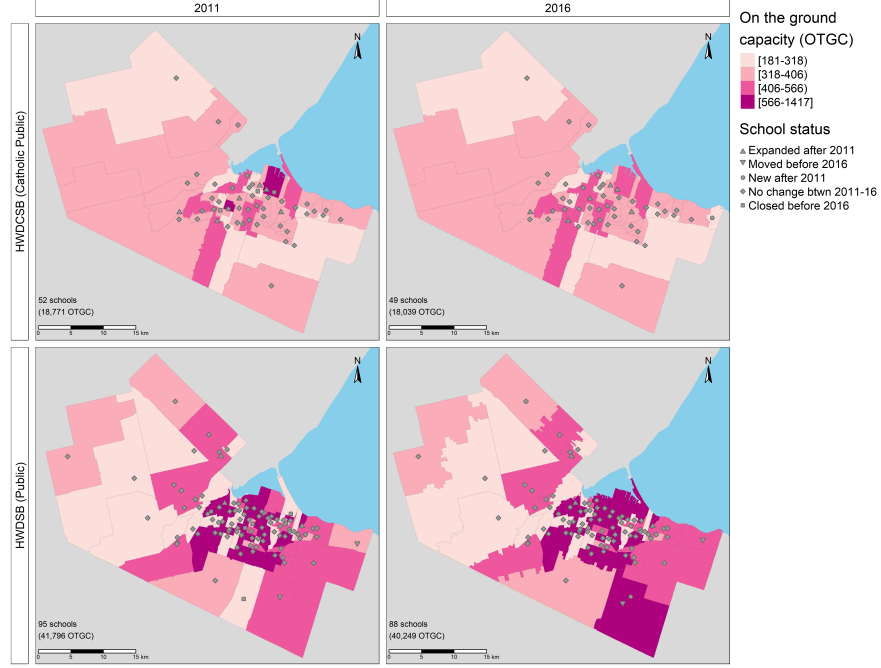 2011
2016
On the ground
capacity (OTGC)
[181-318)
[318-406)
[406-566)
[566-1417]
School status
Expanded after 2011
Moved before 2016
New after 2011
No change btwn 2011-16
Closed before 2016
HWDCSB (Catholic Public)
N
52 schools
(18,771 OTGC)
0 5 10 15 km
N
49 schools
(18,039 OTGC)
0 5 10 15 km
HWDSB (Public)
N
95 schools
(41,796 OTGC)
0 5 10 15 km
N
88 schools
(40,249 OTGC)
0 5 10 15 km